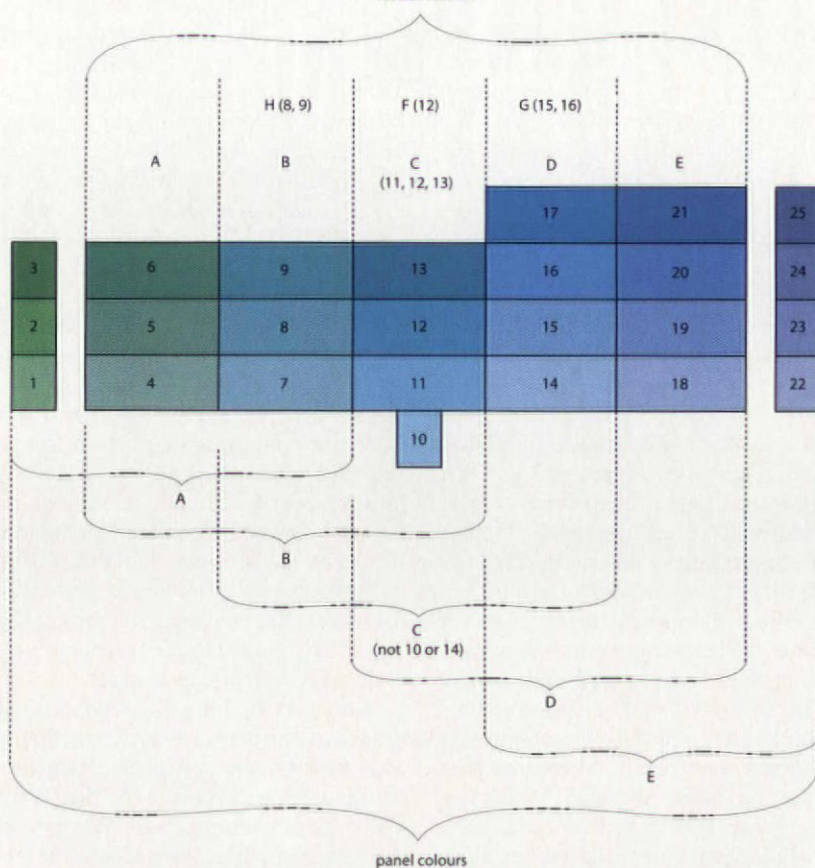 H (8, 9) F (12) G (15, 16)
A B C D E
(11, 12, 13)
17 21 25
3 6 9 13 16 20 24
2 5 8 12 15 19 23
1 4 7 11 14 18 22
10
A
B
C
(not 10 or 14)
D
E
panel colours